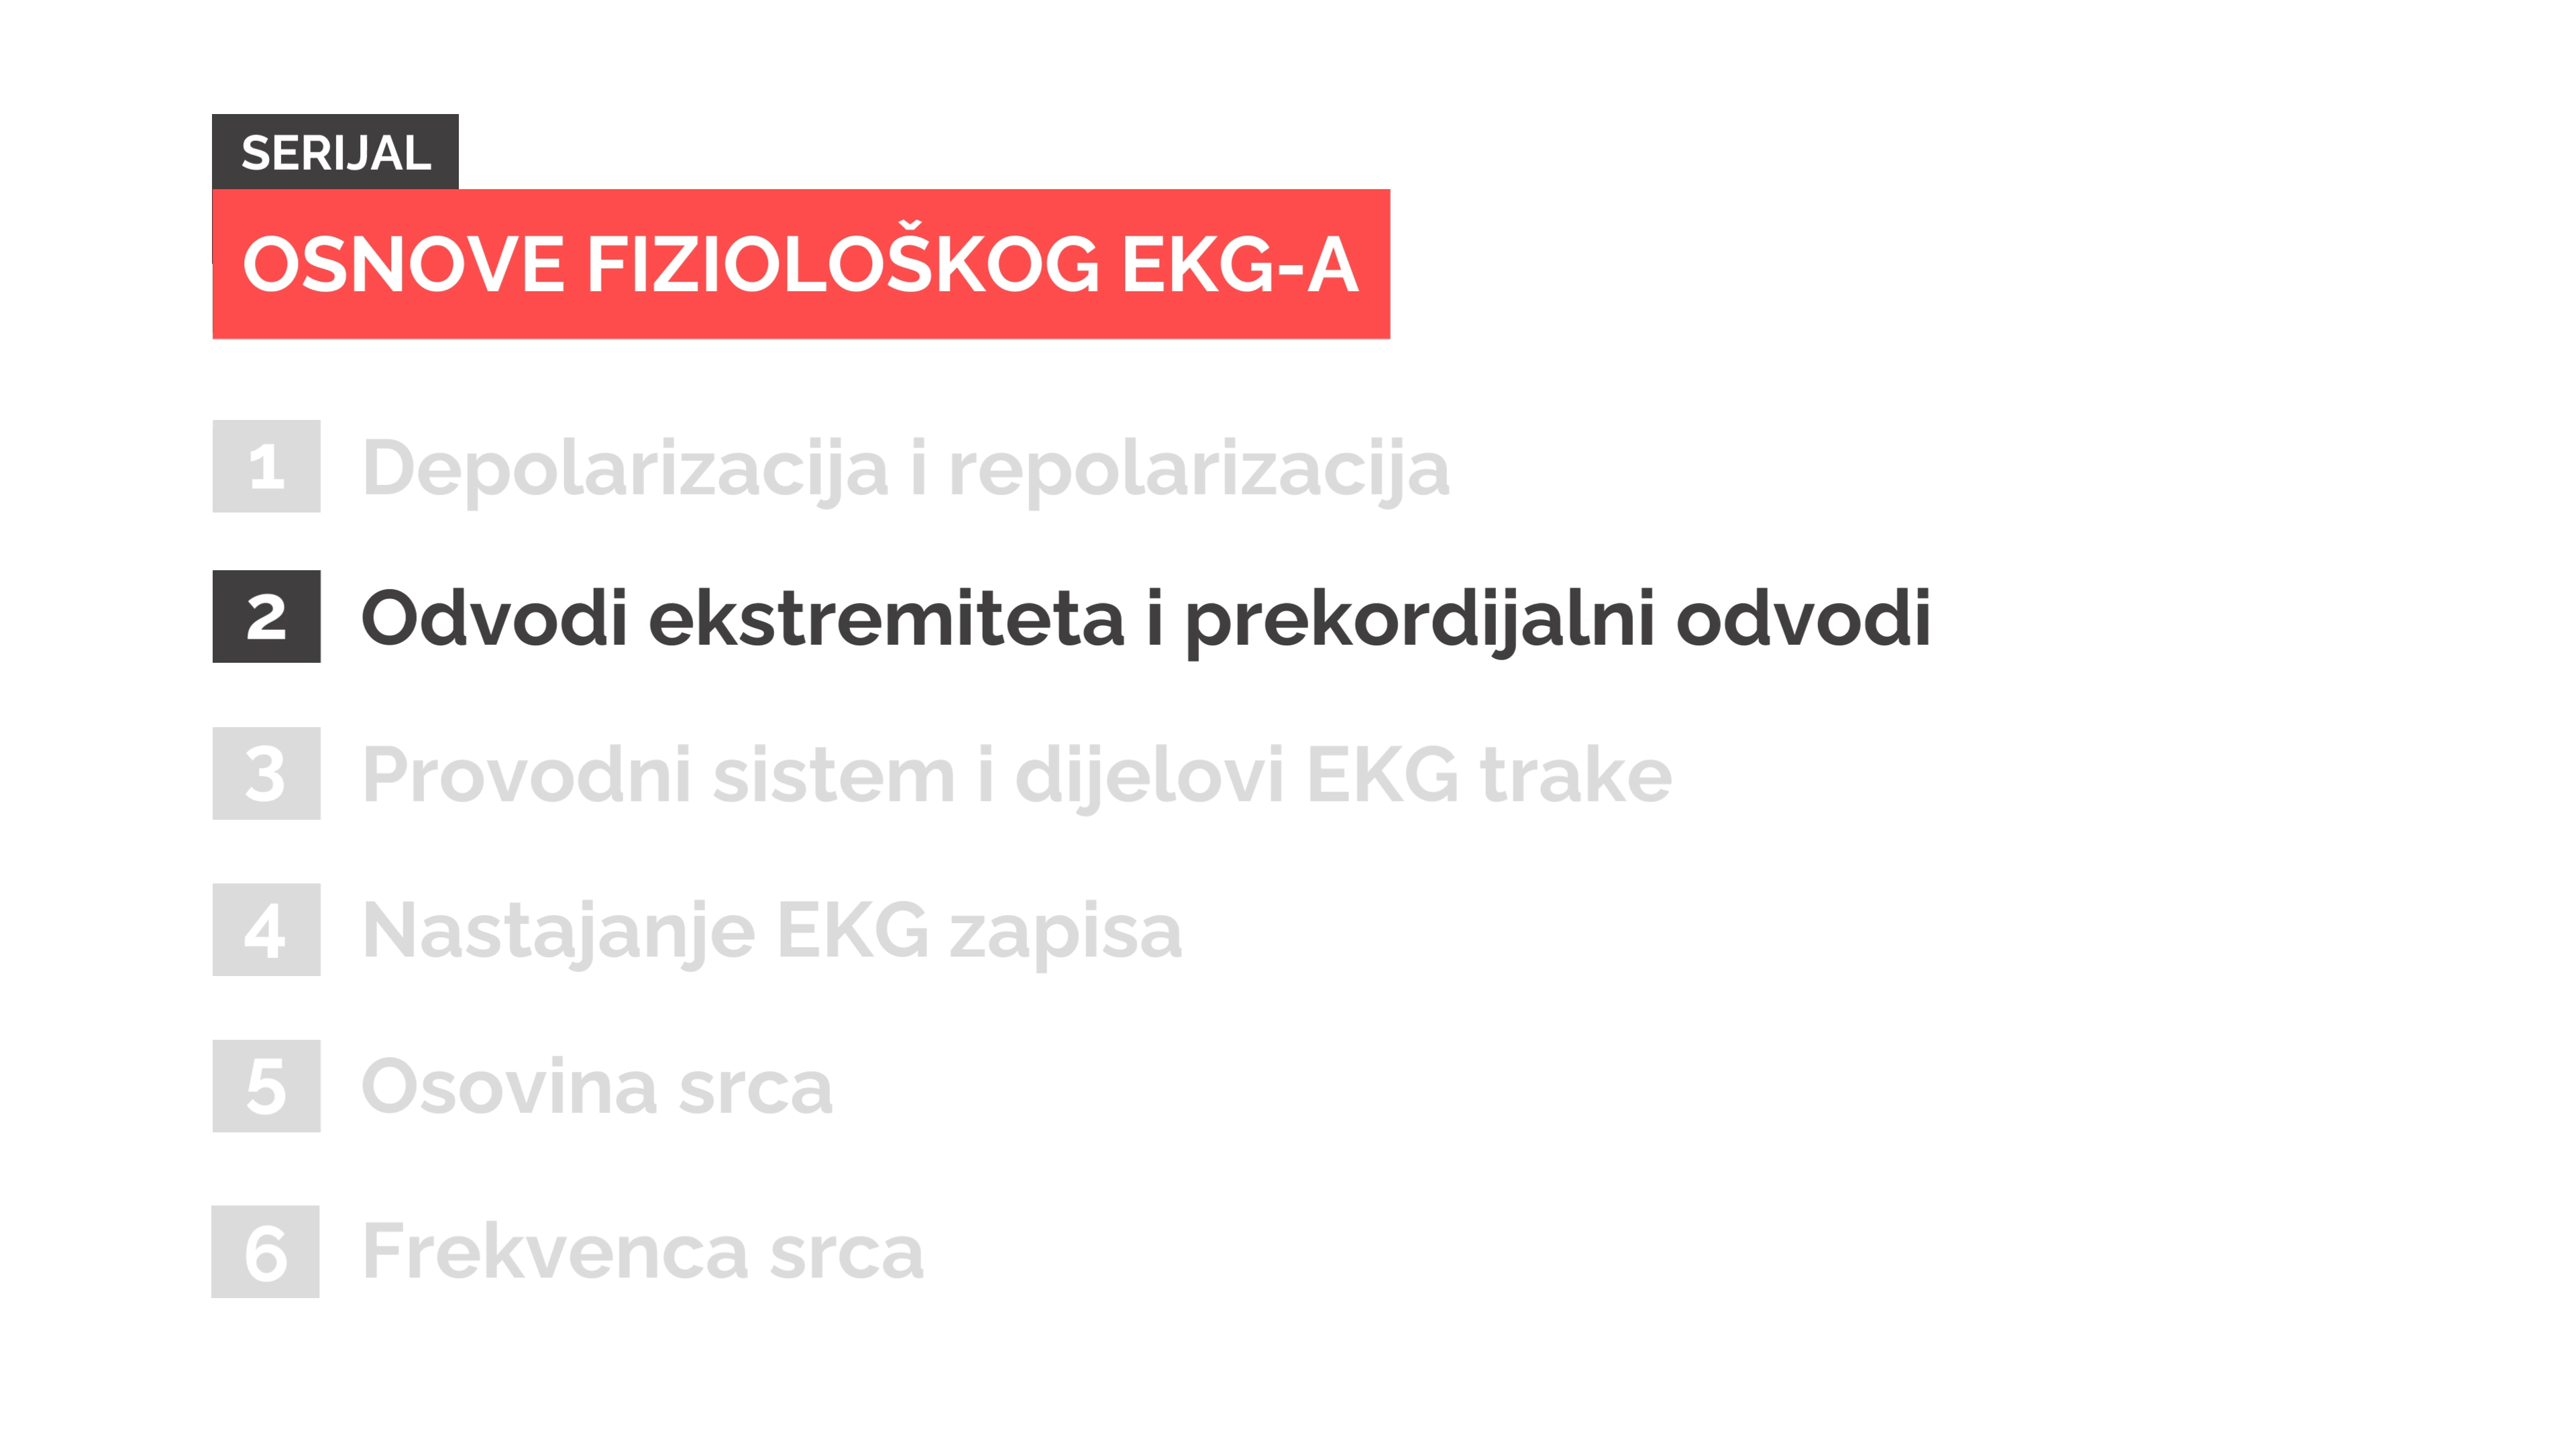 SERIJAL
OSNOVE FIZIOLOŠKOG EKG-A
1 Depolarizacija i repolarizacija
2 Odvodi ekstremiteta i prekordijalni odvodi
3 Provodni sistem i dijelovi EKG trake
4 Nastajanje EKG zapisa
5 Osovina srca
6 Frekvenca srca